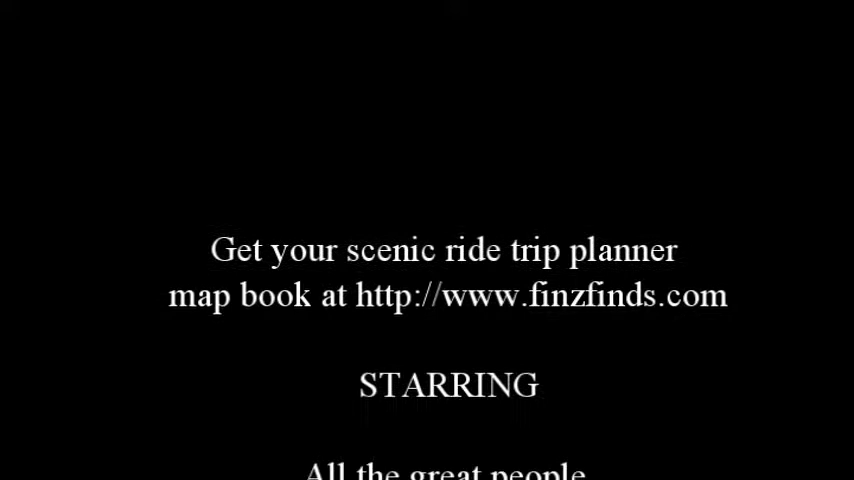 Get your scenic ride trip planner
map book at http://www.finzfinds.com
STARRING
All the great people